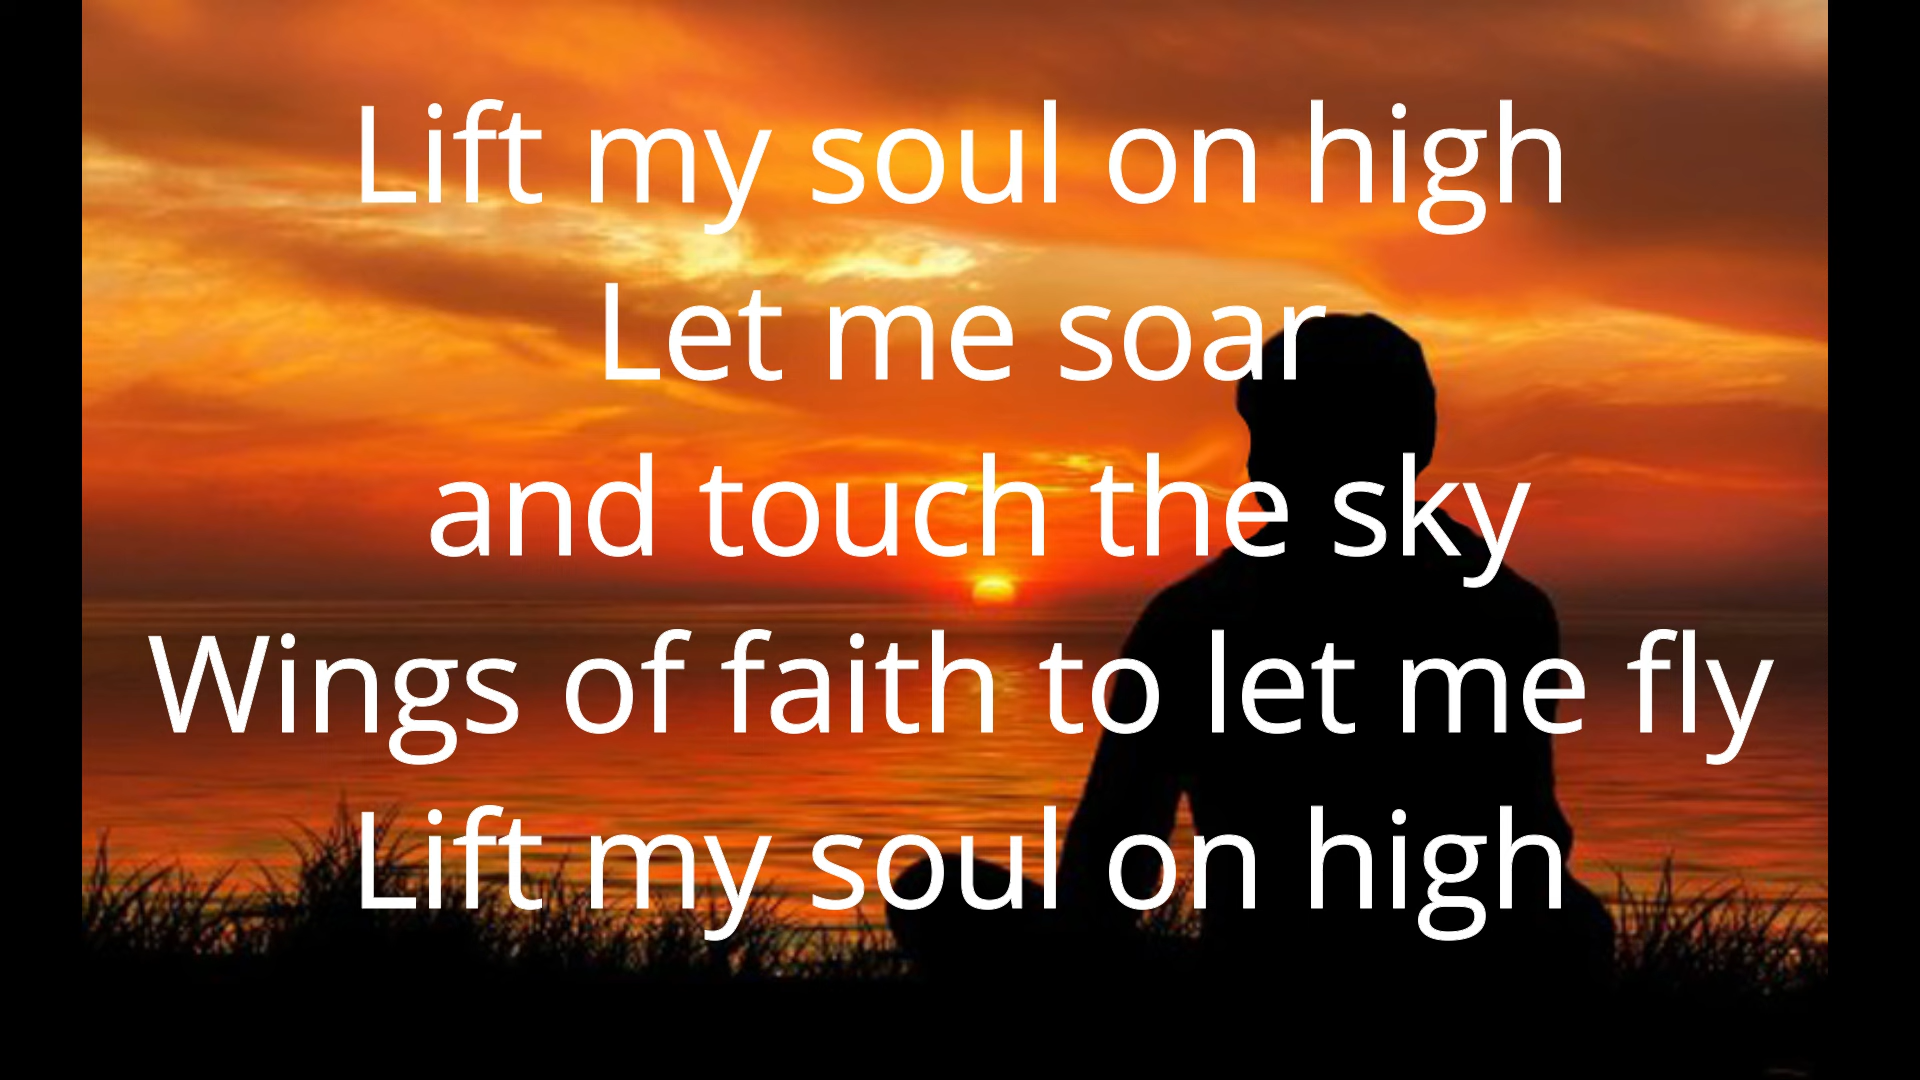 Lift my soul on high
Let me soar
and touch the sky
Wings of faith to let me fly
Lift my soul on high